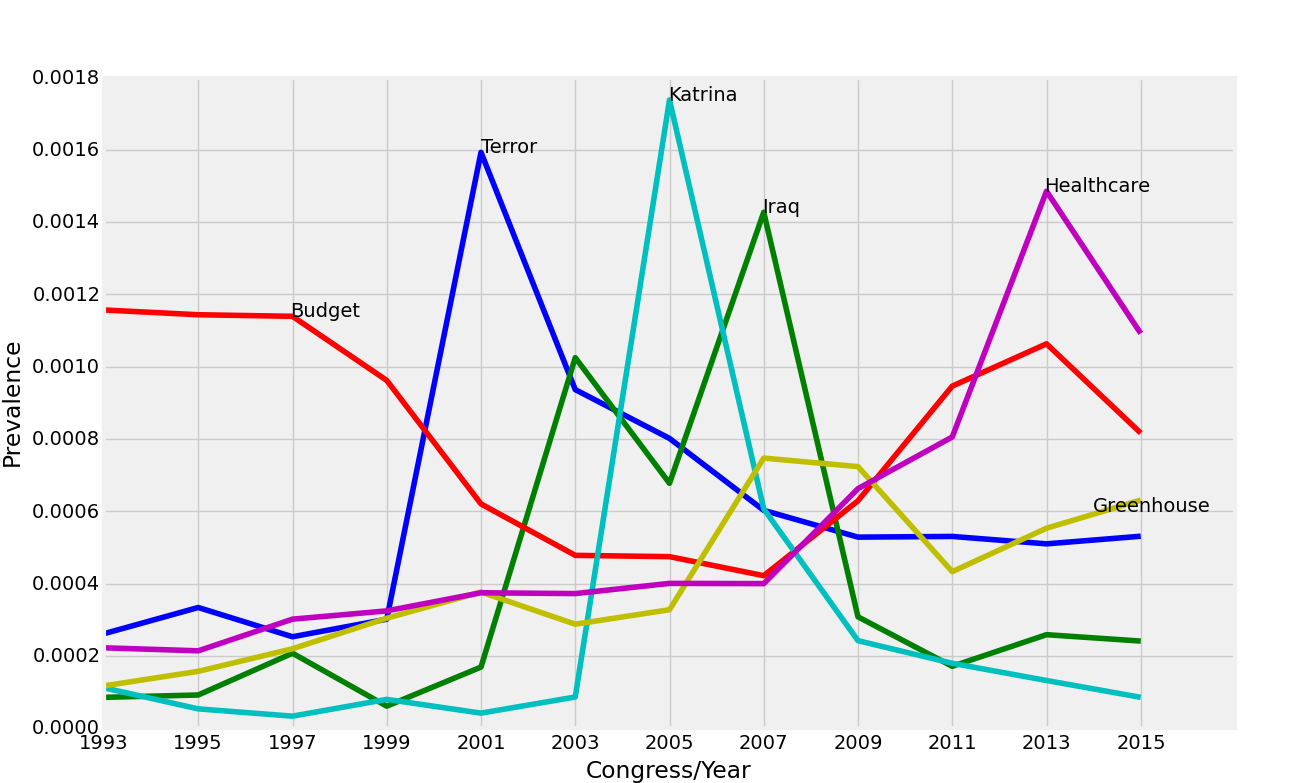 0.0018
Katrina
0.0016
Terror
Healthcare
Iraq
0.0014
0.0012
Budget
0.0010
Prevalence
0.0008
0.0006
Greenhouse
0.0004
0.0002
0.0000
1993 1995 1997 1999 2001 2003 2005 2007 2009 2011 2013 2015
Congress/Year